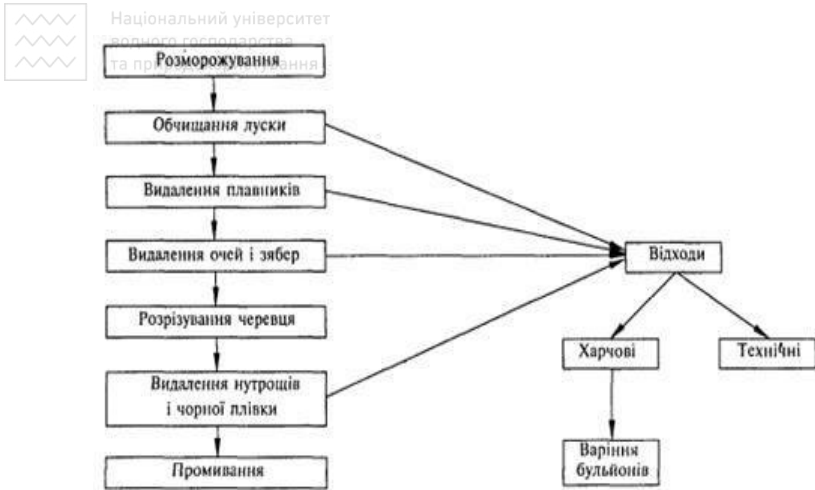 Національний університет
водного господарства
та природокористування
Розморожування
Обчищання луски
Видалення плавників
Видалення очей і зябер
Розрізування черевця
Видалення нутрощів
і чорної плівки
Промивання
Відходи
Харчові
Технічні
Варіння
бульйонів